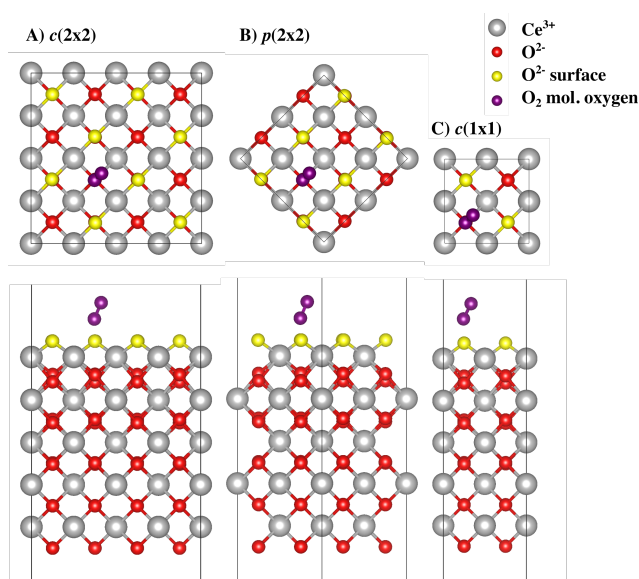 A) c(2x2)
B) p(2x2)
Ce³⁺
O²⁻
O²⁻ surface
O₂ mol. oxygen
C) c(1x1)